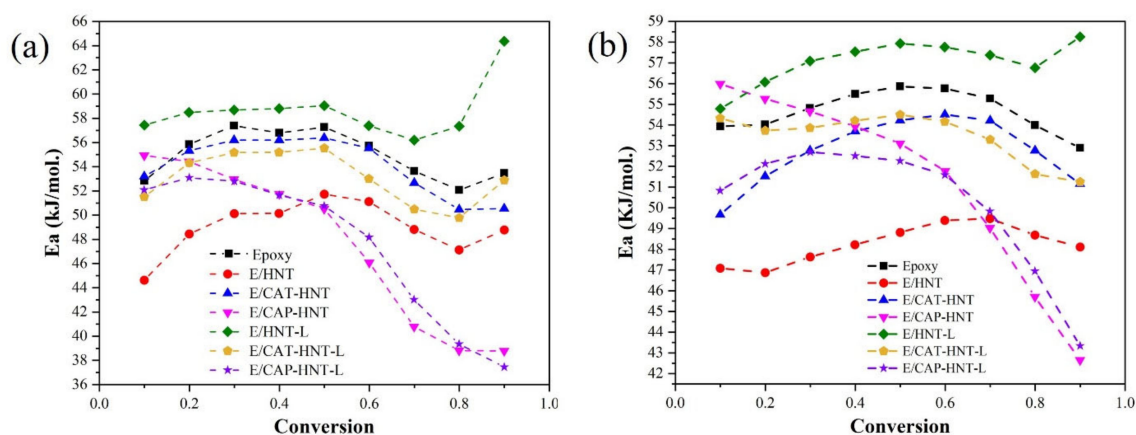 (a)
66
64
62
60
58
56
54
52
50
48
46
44
42
40
38
36
Ea (kJ/mol.)
Epoxy
E/HNT
E/CAT-HNT
E/CAP-HNT
E/HNT-L
E/CAT-HNT-L
E/CAP-HNT-L
0.0 0.2 0.4 0.6 0.8 1.0
Conversion
(b)
59
58
57
56
55
54
53
52
51
50
49
48
47
46
45
44
43
42
Ea (KJ/mol.)
Epoxy
E/HNT
E/CAT-HNT
E/CAP-HNT
E/HNT-L
E/CAT-HNT-L
E/CAP-HNT-L
0.0 0.2 0.4 0.6 0.8 1.0
Conversion